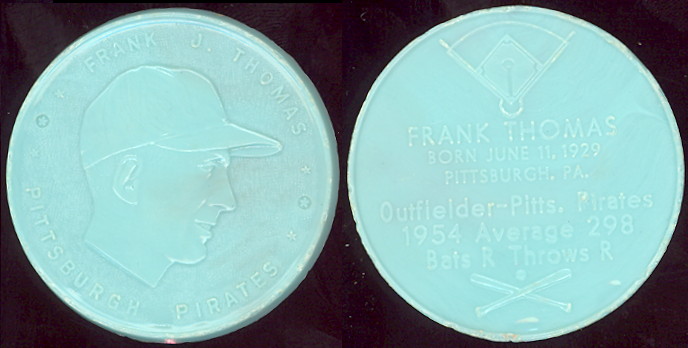 FRANK J. THOMAS
PITTSBURGH PIRATES
FRANK THOMAS
BORN JUNE 11, 1929
PITTSBURGH, PA.
Outfielder-Pitts. Pirates
1954 Average 298
Bats R Throws R